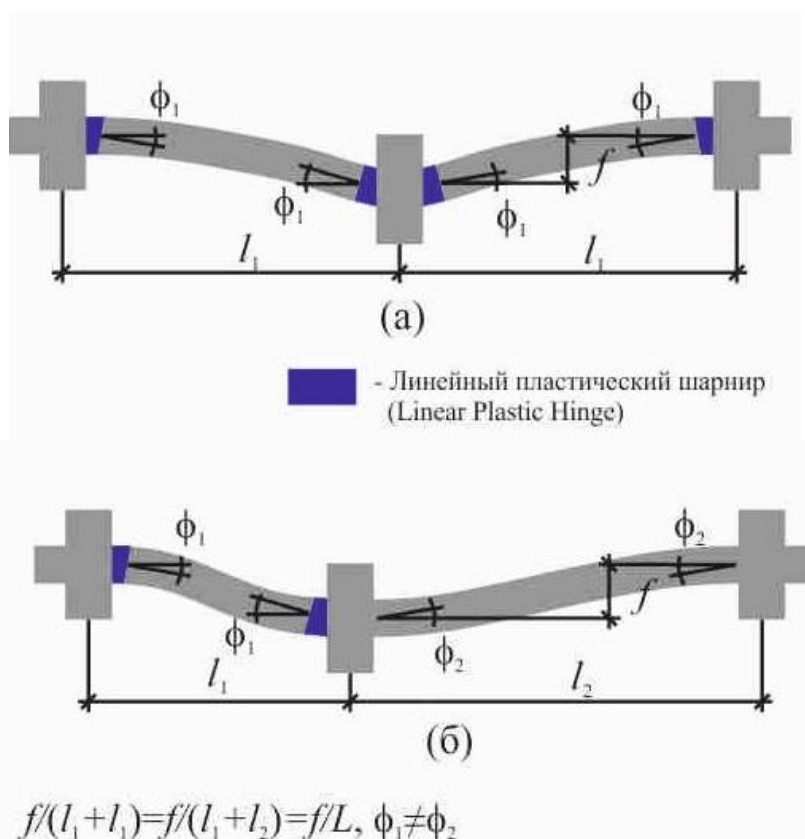 ϕ₁ ϕ₁
ϕ₁ ϕ₁ f
l₁ l₁
(а)
- Линейный пластический шарнир
(Linear Plastic Hinge)
ϕ₁ ϕ₂
ϕ₁ ϕ₂ f
l₁ l₂
(б)
f/(l₁+l₁)=f/(l₁+l₂)=f/L, ϕ₁≠ϕ₂